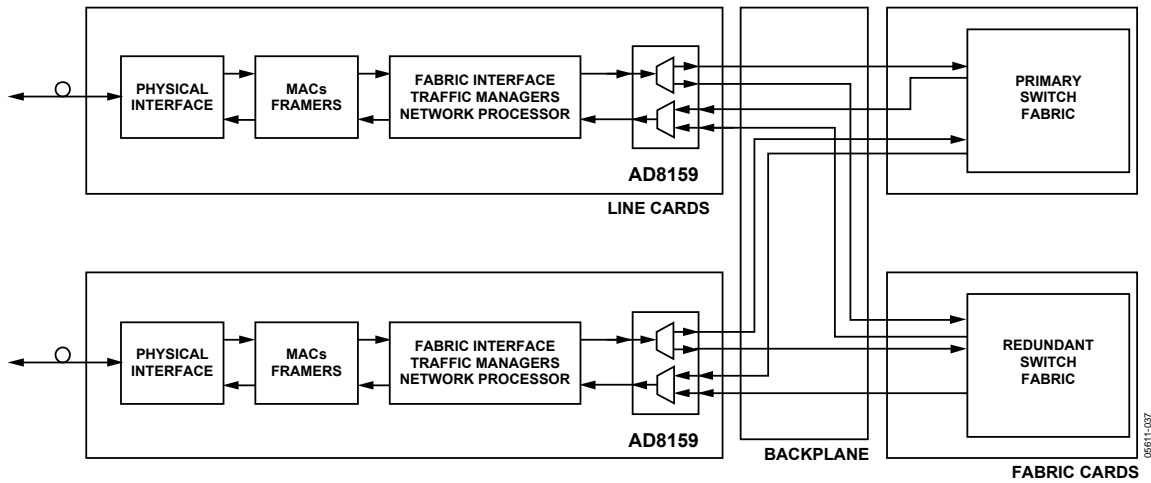 PHYSICAL
INTERFACE
MACs
FRAMERS
FABRIC INTERFACE
TRAFFIC MANAGERS
NETWORK PROCESSOR
AD8159
LINE CARDS
PRIMARY
SWITCH
FABRIC
PHYSICAL
INTERFACE
MACs
FRAMERS
FABRIC INTERFACE
TRAFFIC MANAGERS
NETWORK PROCESSOR
AD8159
BACKPLANE
REDUNDANT
SWITCH
FABRIC
FABRIC CARDS
05611-037